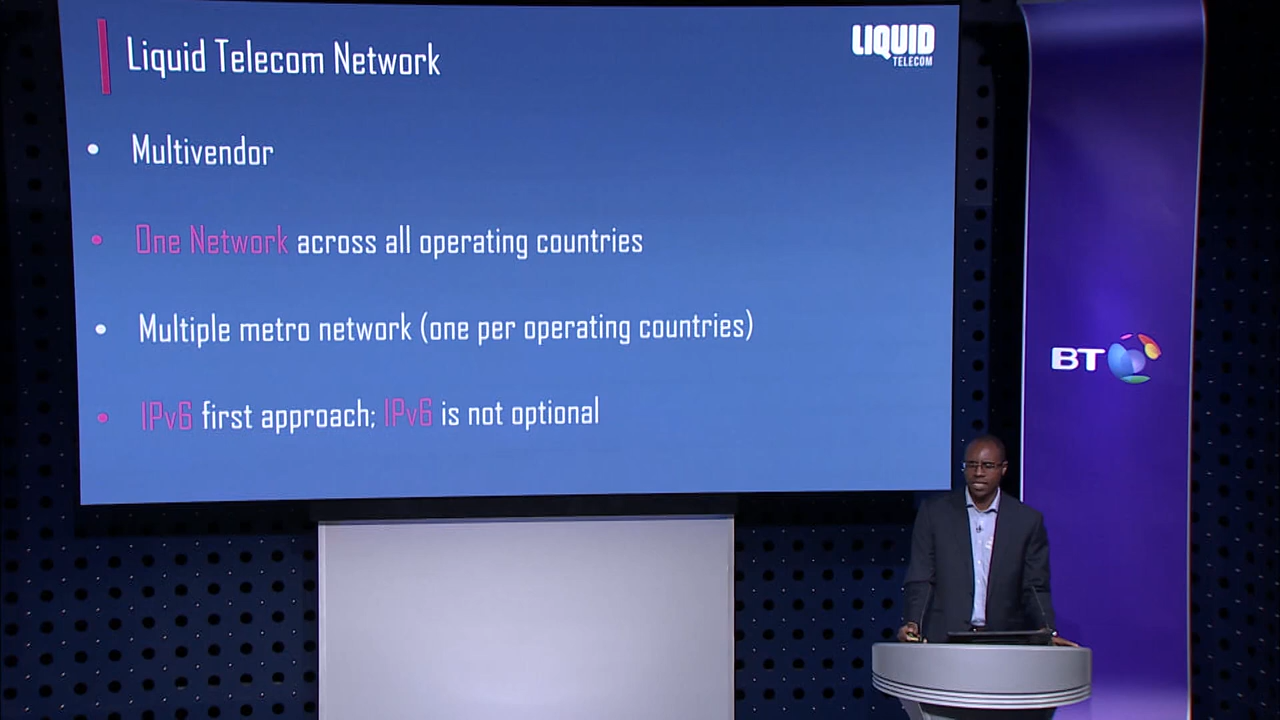 Liquid Telecom Network
LIQUID
TELECOM
• Multivendor
• One Network across all operating countries
• Multiple metro network (one per operating countries)
• IPv6 first approach; IPv6 is not optional
BT